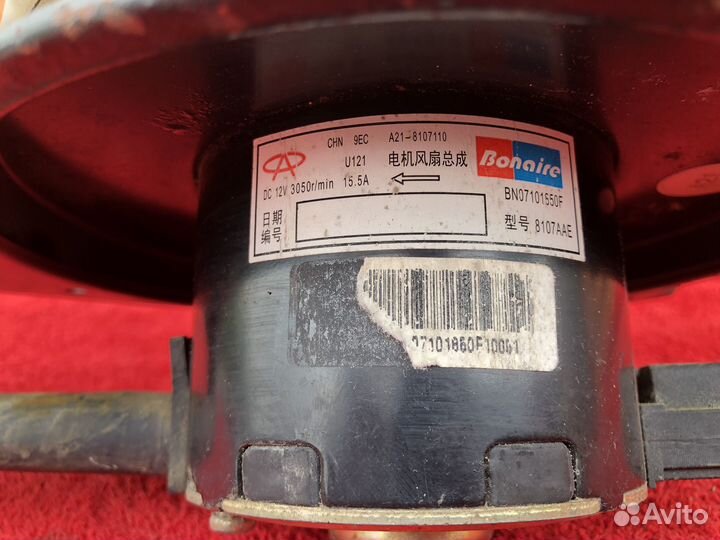 CHN 9EC A21-8107110
U121 电机风扇总成 Bonaire
DC 12V 3050r/min 15.5A BN07101550F
日期
编号
型号 8107AAE
Avito